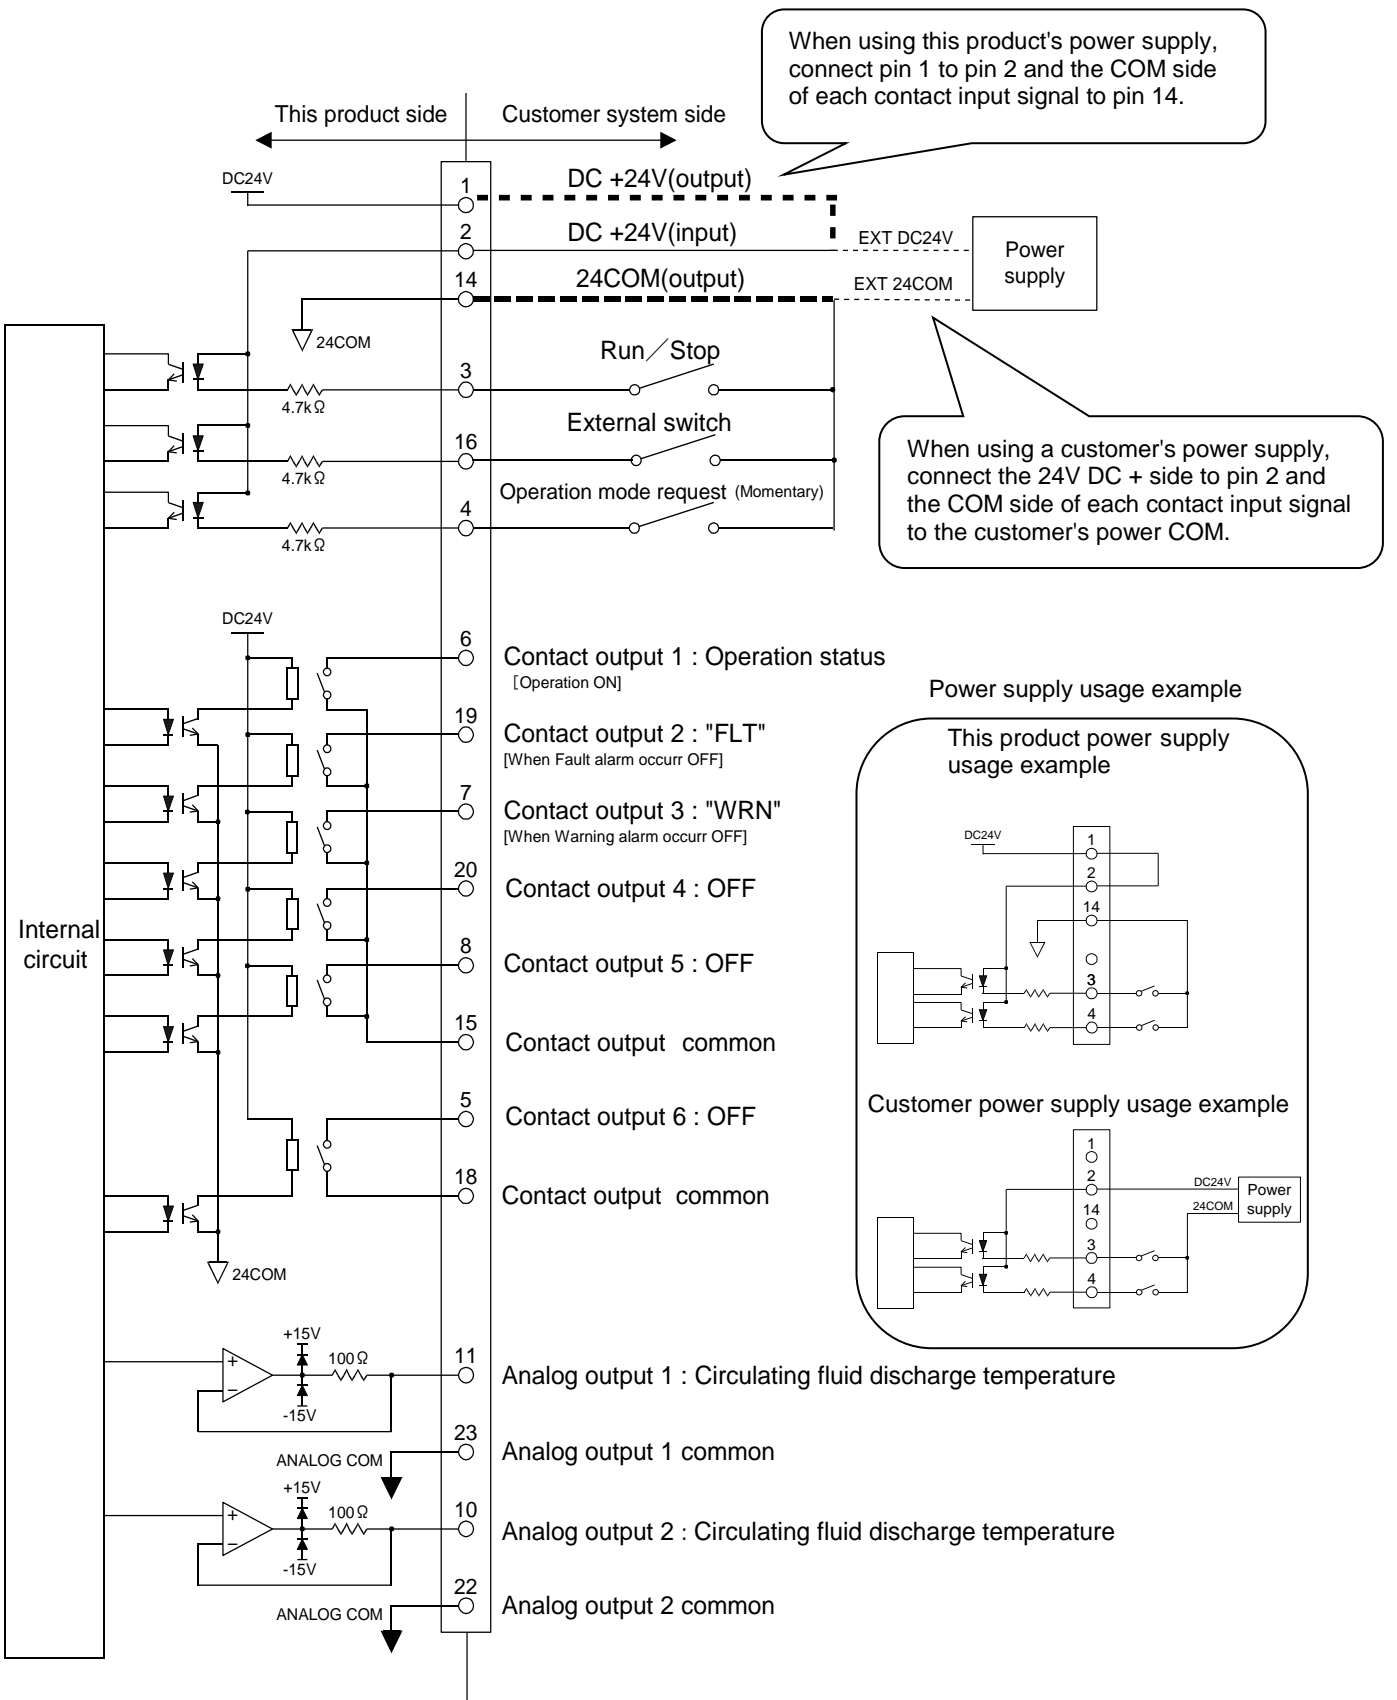 When using this product's power supply,
connect pin 1 to pin 2 and the COM side
of each contact input signal to pin 14.
This product side
Customer system side
DC24V
1
DC +24V(output)
2
DC +24V(input)
EXT DC24V
Power
supply
14
24COM(output)
EXT 24COM
24COM
Run／Stop
3
4.7kΩ
External switch
16
4.7kΩ
Operation mode request (Momentary)
4
4.7kΩ
When using a customer's power supply,
connect the 24V DC + side to pin 2 and
the COM side of each contact input signal
to the customer's power COM.
Internal
circuit
DC24V
6
Contact output 1 : Operation status
[Operation ON]
19
Contact output 2 : "FLT"
[When Fault alarm occurr OFF]
7
Contact output 3 : "WRN"
[When Warning alarm occurr OFF]
20
Contact output 4 : OFF
8
Contact output 5 : OFF
15
Contact output common
5
Contact output 6 : OFF
18
Contact output common
24COM
+15V
100Ω
+
−
-15V
11
Analog output 1 : Circulating fluid discharge temperature
23
ANALOG COM
Analog output 1 common
+15V
100Ω
+
−
-15V
10
Analog output 2 : Circulating fluid discharge temperature
22
ANALOG COM
Analog output 2 common
Power supply usage example
This product power supply
usage example
DC24V
1
2
14
3
4
Customer power supply usage example
1
2
DC24V
Power
supply
14
24COM
3
4